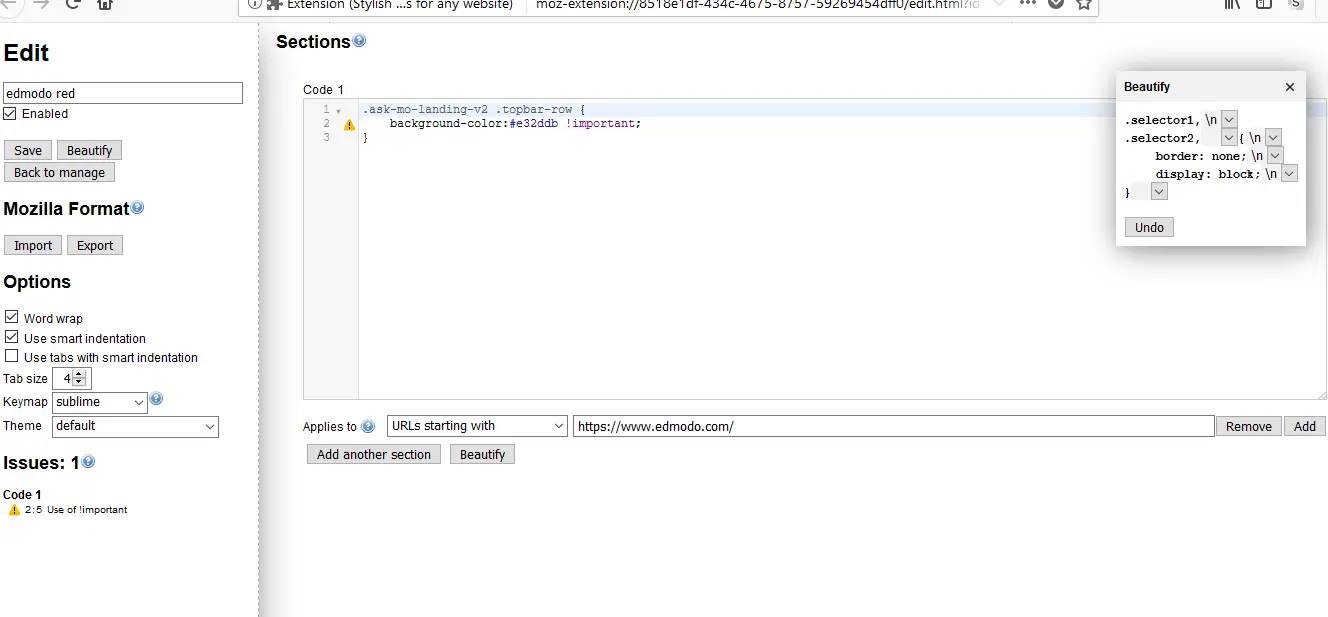 Extension (Stylish ...s for any website)
moz-extension://8518e1df-434c-4675-8757-59269454dff0/edit.html?id
Edit
edmodo red
Enabled
Save
Beautify
Back to manage
Mozilla Format
Import
Export
Options
Word wrap
Use smart indentation
Use tabs with smart indentation
Tab size 4
Keymap sublime
Theme default
Issues: 1
Code 1
2:5 Use of !important
Sections
Code 1
1 .ask-mo-landing-v2 .topbar-row {
2 background-color:#e32ddb !important;
3 }
Applies to URLs starting with https://www.edmodo.com/ Remove Add
Add another section
Beautify
Beautify
.selector1, \n
.selector2, { \n
border: none; \n
display: block; \n
}
Undo